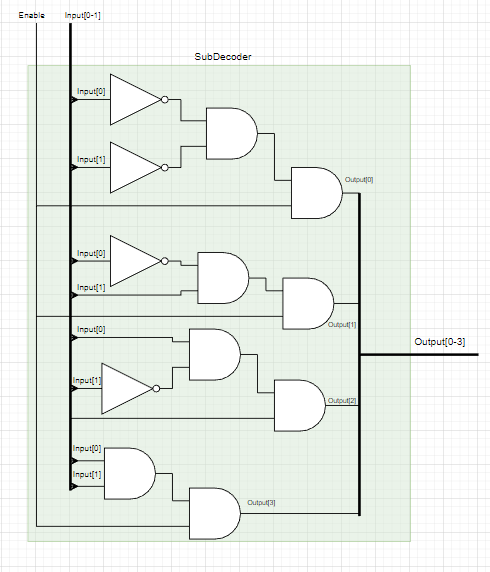 Enable
Input[0-1]
SubDecoder
Input[0]
Input[1]
Output[0]
Input[0]
Input[1]
Output[1]
Input[0]
Output[0-3]
Input[1]
Output[2]
Input[0]
Input[1]
Output[3]